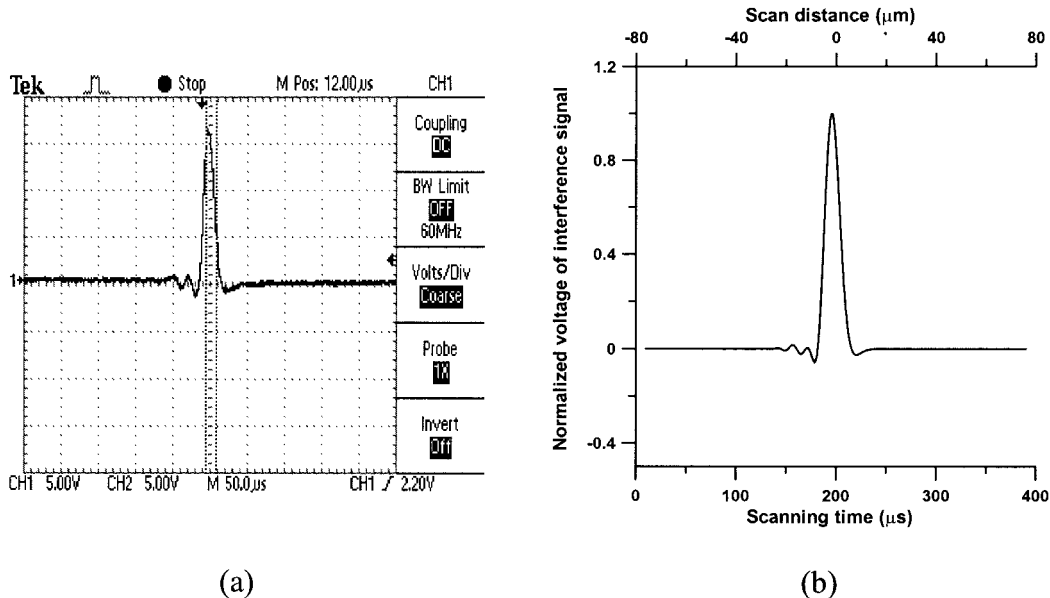 Tek Stop M Pos: 12.00µs CH1
Coupling
DC
BW Limit
OFF
60MHz
Volts/Div
Coarse
Probe
1X
Invert
Off
1
CH1 5.00V CH2 5.00V M 50.0µs CH1 2.20V
(a)
Scan distance (µm)
-80 -40 0 40 80
1.2
0.8
0.4
0
-0.4
Normalized voltage of interference signal
0 100 200 300 400
Scanning time (µs)
(b)